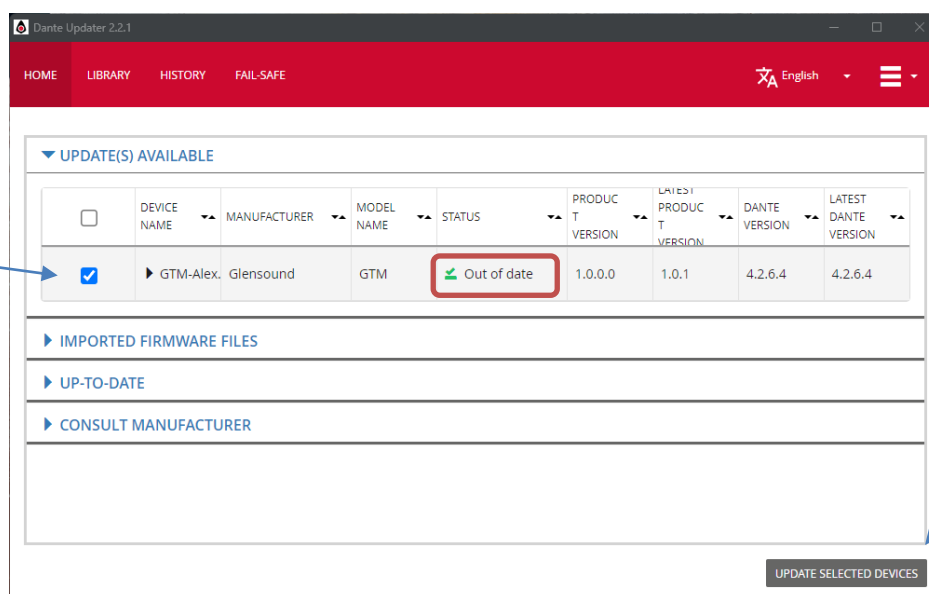 Dante Updater 2.2.1
HOME LIBRARY HISTORY FAIL-SAFE English
UPDATE(S) AVAILABLE
DEVICE NAME MANUFACTURER MODEL NAME STATUS PRODUC T VERSION LATEST PRODUC T VERSION DANTE VERSION LATEST DANTE VERSION
GTM-Alex. Glensound GTM Out of date 1.0.0.0 1.0.1 4.2.6.4 4.2.6.4
IMPORTED FIRMWARE FILES
UP-TO-DATE
CONSULT MANUFACTURER
UPDATE SELECTED DEVICES